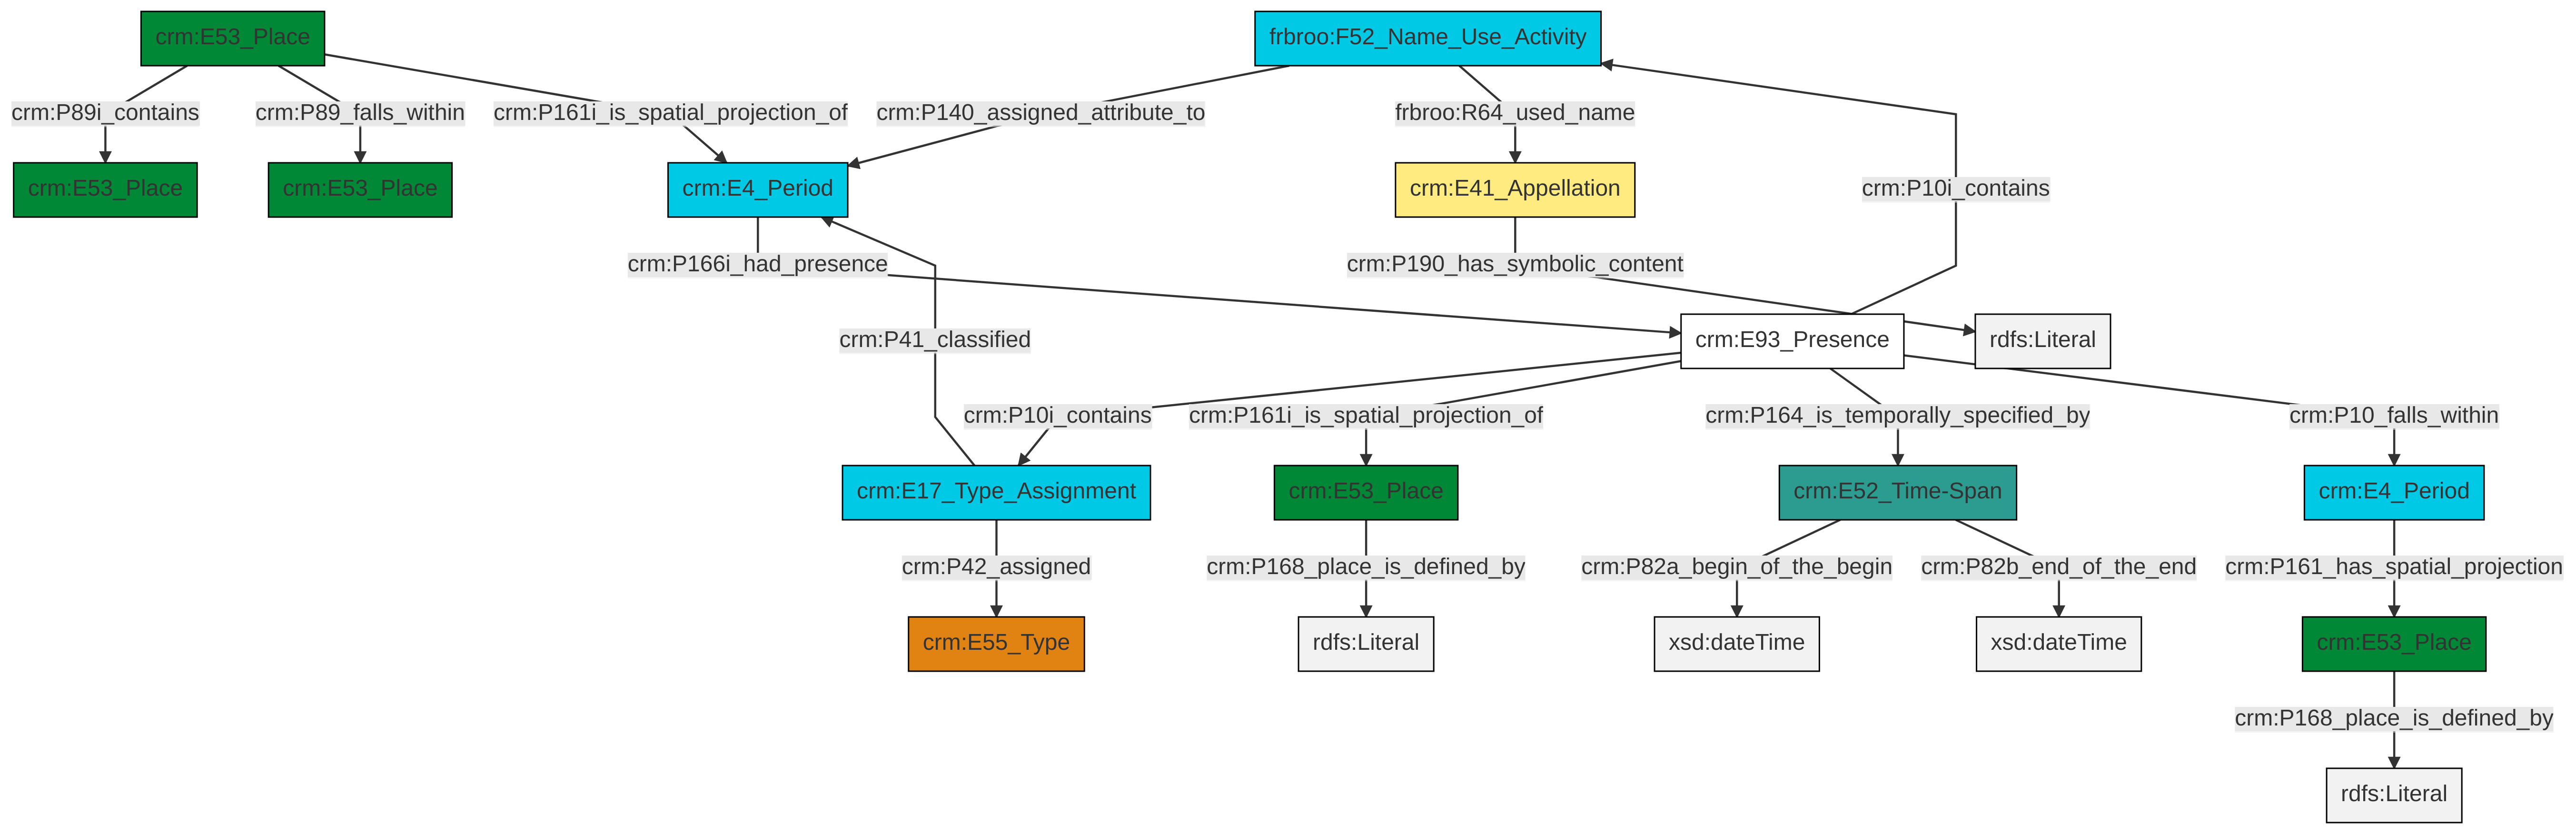 crm:E53_Place
frbroo:F52_Name_Use_Activity
crm:P89i_contains
crm:P89_falls_within
crm:P161i_is_spatial_projection_of
crm:P140_assigned_attribute_to
frbroo:R64_used_name
crm:E53_Place
crm:E53_Place
crm:E4_Period
crm:E41_Appellation
crm:P10i_contains
crm:P166i_had_presence
crm:P190_has_symbolic_content
crm:P41_classified
crm:E93_Presence
rdfs:Literal
crm:P10i_contains
crm:P161i_is_spatial_projection_of
crm:P164_is_temporally_specified_by
crm:P10_falls_within
crm:E17_Type_Assignment
crm:E53_Place
crm:E52_Time-Span
crm:E4_Period
crm:P42_assigned
crm:P168_place_is_defined_by
crm:P82a_begin_of_the_begin
crm:P82b_end_of_the_end
crm:P161_has_spatial_projection
crm:E55_Type
rdfs:Literal
xsd:dateTime
xsd:dateTime
crm:E53_Place
crm:P168_place_is_defined_by
rdfs:Literal